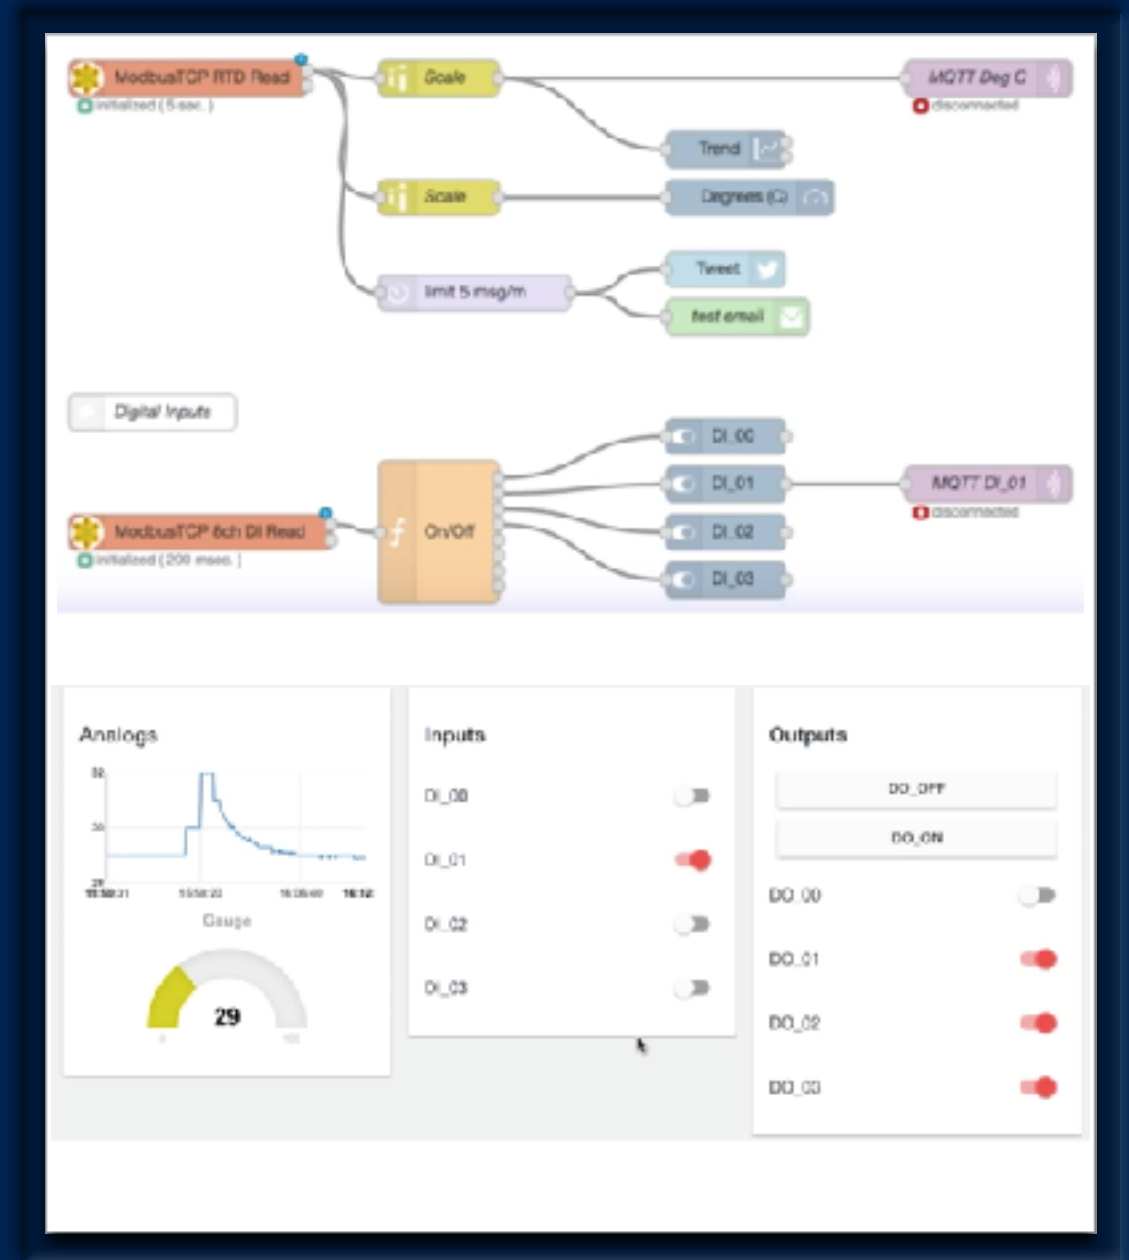 ModbusTCP RTD Read
initialized ( 5 sec. )
Scale
MQTT Deg C
disconnected
Trend
Scale
Degrees (C)
Tweet
limit 5 msg/m
test email
Digital Inputs
DI_00
DI_01
MQTT DI_01
disconnected
ModbusTCP 8ch DI Read
initialized ( 200 msec. )
On/Off
DI_02
DI_03
Analogs
Gauge
29
0
100
Inputs
DI_00
DI_01
DI_02
DI_03
Outputs
DO_OFF
DO_ON
DO_00
DO_01
DO_02
DO_03